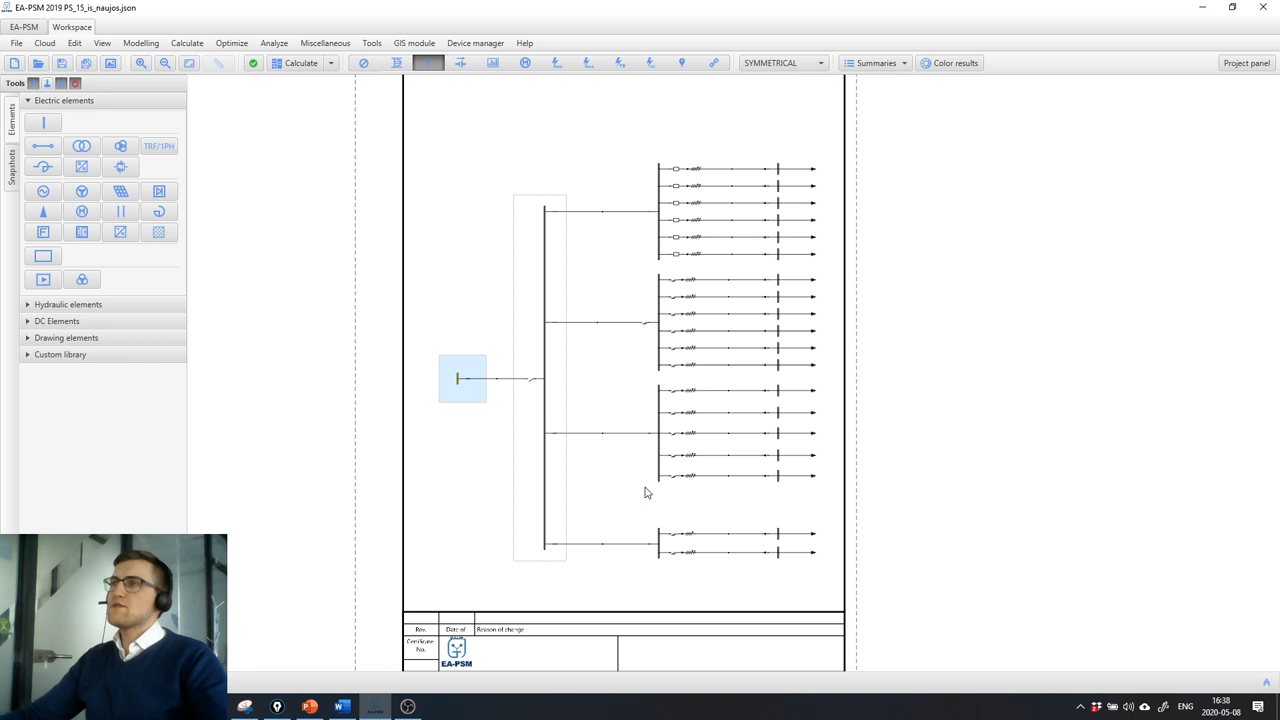 EA-PSM 2019 PS_15_is_naujos.json
EA-PSM Workspace
File Cloud Edit View Modelling Calculate Optimize Analyze Miscellaneous Tools GIS module Device manager Help
Calculate SYMMETRICAL Summaries Color results Project panel
Tools
Elements
Snapshots
Electric elements
TRF/1PH
Hydraulic elements
DC Elements
Drawing elements
Custom library
Rev. Date of Reason of change
Certificate
No.
EA-PSM
ENG 16:38
2020-05-08